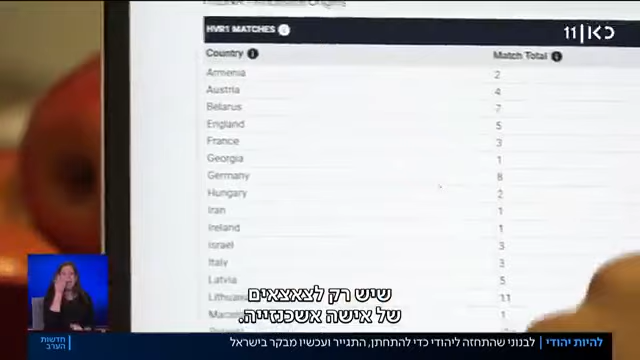 HVR1 MATCHES
כאן 11
Country Match Total
Armenia 2
Austria 4
Belarus 7
England 5
France 3
Georgia 1
Germany 8
Hungary 2
Iran 1
Ireland 1
Israel 3
Italy 3
Latvia 5
Lithuania 11
שיש רק לצאצאים
של אישה אשכנזייה.
חדשות הערב
להיות יהודי | לבנוני שהתחזה ליהודי כדי להתחתן, התגייר ועכשיו מבקר בישראל